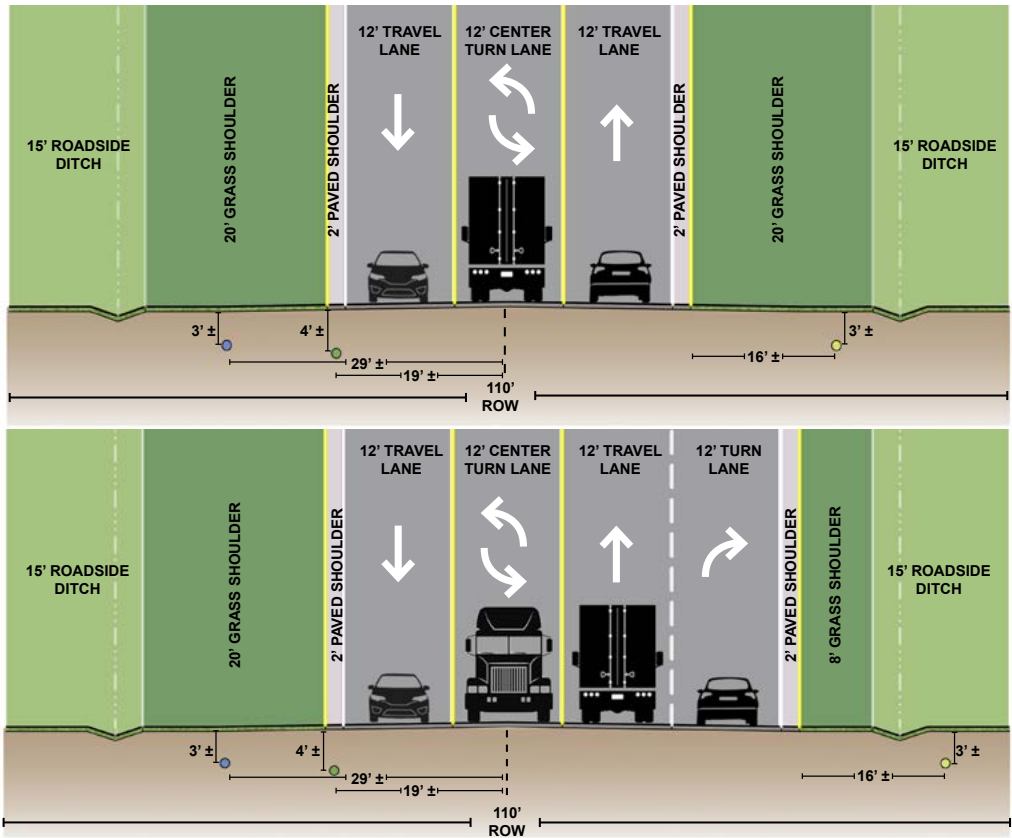 12' TRAVEL
LANE
12' CENTER
TURN LANE
12' TRAVEL
LANE
15' ROADSIDE
DITCH
20' GRASS SHOULDER
2' PAVED SHOULDER
2' PAVED SHOULDER
20' GRASS SHOULDER
15' ROADSIDE
DITCH
3' ±
4' ±
3' ±
29' ±
16' ±
19' ±
110'
ROW
12' TRAVEL
LANE
12' CENTER
TURN LANE
12' TRAVEL
LANE
12' TURN
LANE
15' ROADSIDE
DITCH
20' GRASS SHOULDER
2' PAVED SHOULDER
2' PAVED SHOULDER
8' GRASS SHOULDER
15' ROADSIDE
DITCH
3' ±
4' ±
3' ±
29' ±
16' ±
19' ±
110'
ROW